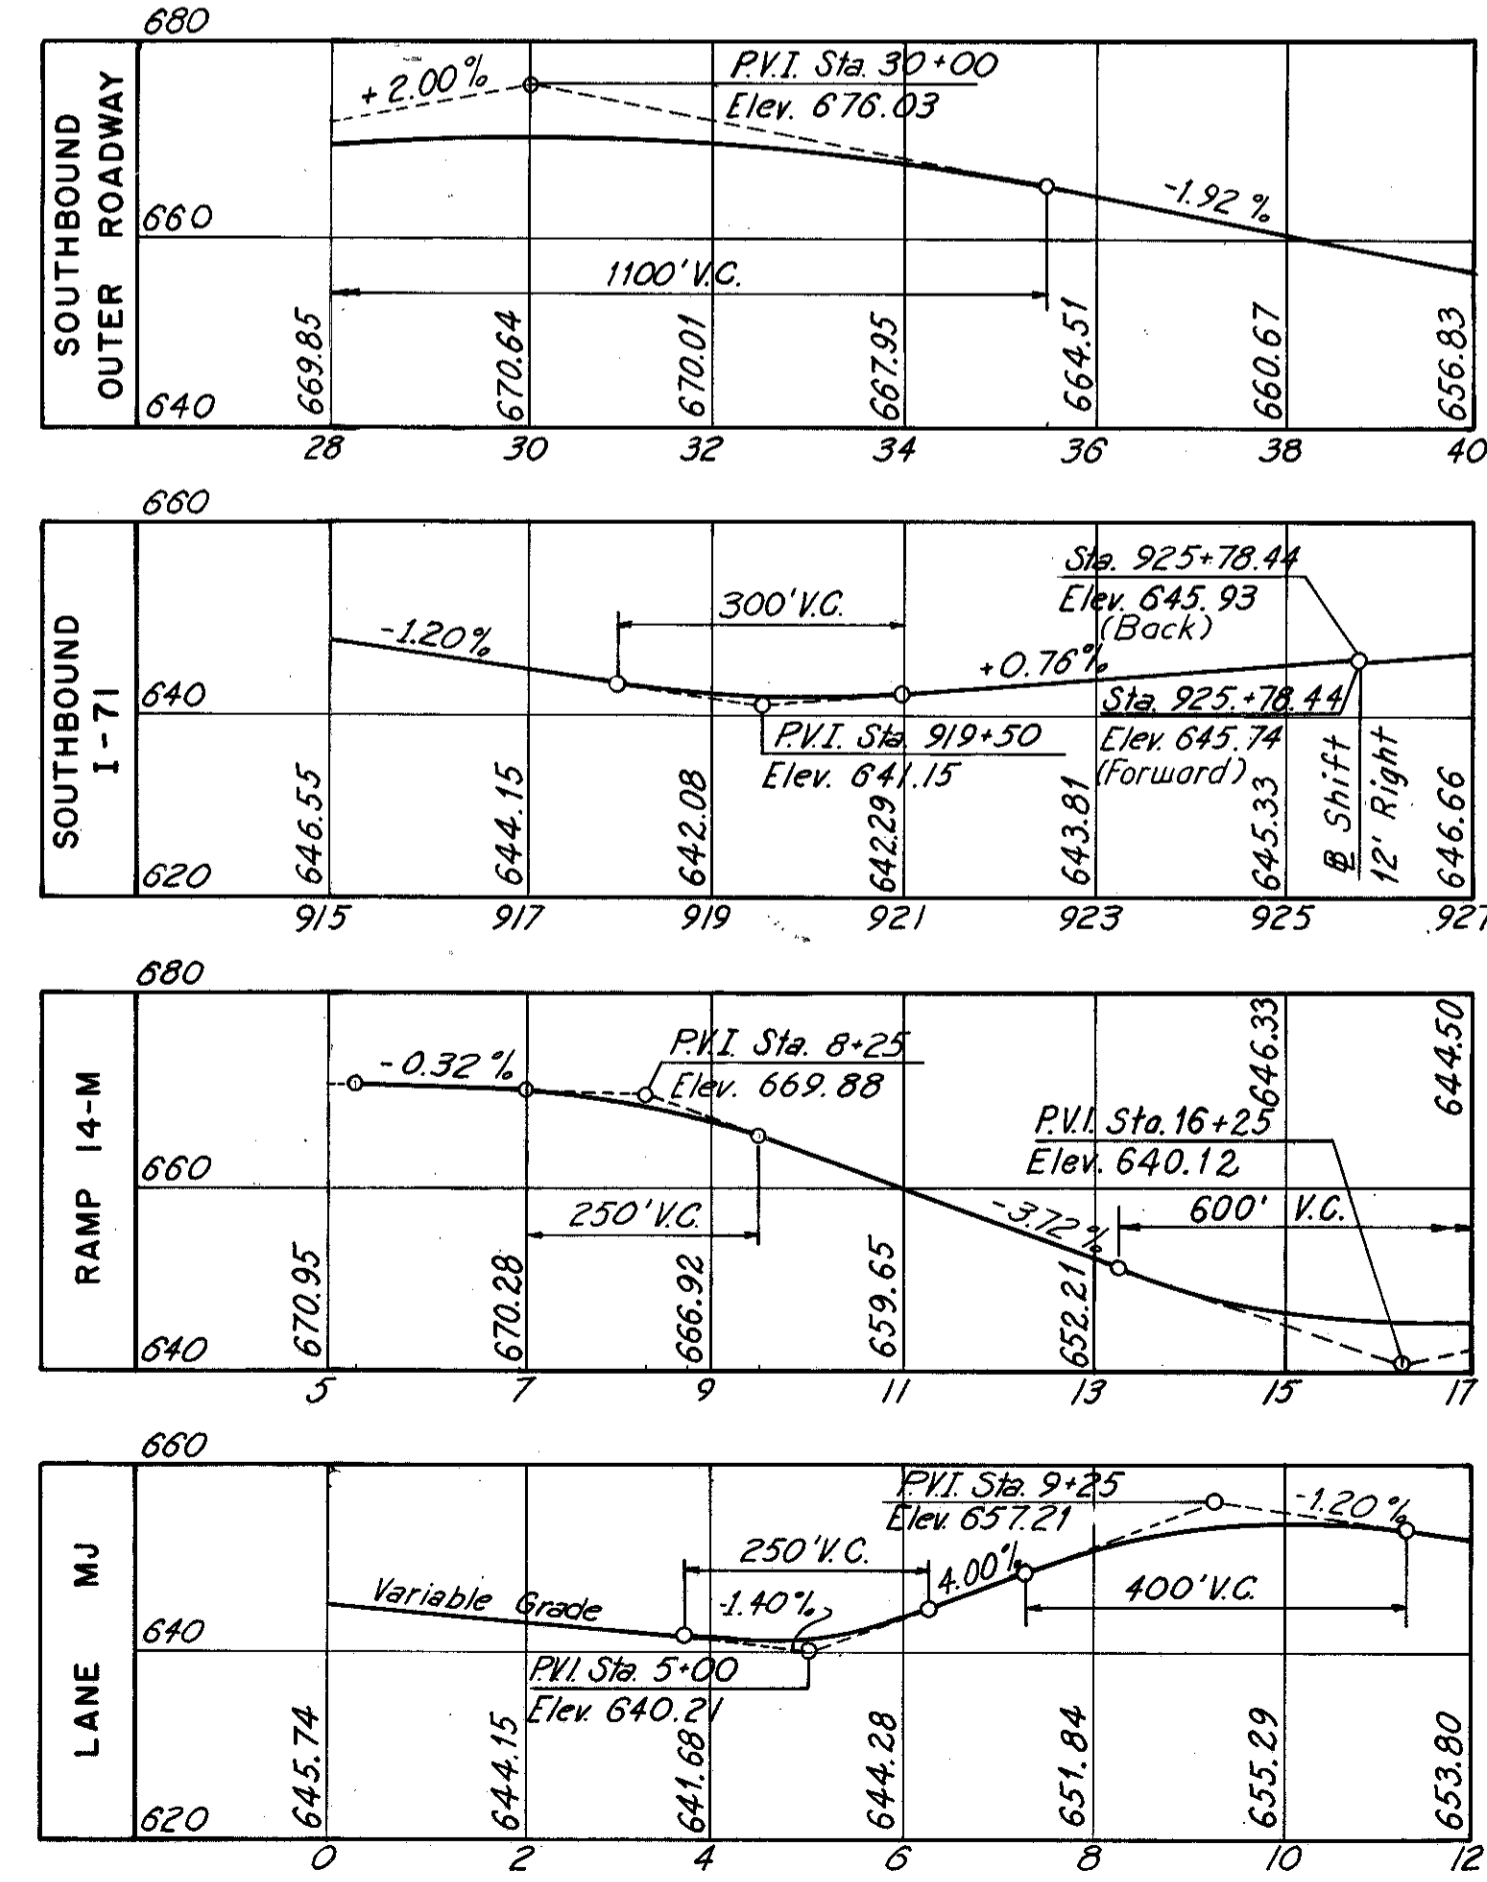 SOUTHBOUND
OUTER ROADWAY
680
660
640
+2.00%
P.V.I. Sta. 30+00
Elev. 676.03
-1.92%
1100' V.C.
669.85
670.64
670.01
667.95
664.51
660.67
656.83
28
30
32
34
36
38
40
SOUTHBOUND
I-71
660
640
620
-1.20%
300' V.C.
Sta. 925+78.44
Elev. 645.93
(Back)
+0.76%
Sta. 925+78.44
Elev. 645.74
(Forward)
P.V.I. Sta. 919+50
Elev. 641.15
646.55
644.15
642.08
642.29
643.81
645.33
Shift
12' Right
646.66
915
917
919
921
923
925
927
RAMP 14-M
680
660
640
-0.32%
P.V.I. Sta. 8+25
Elev. 669.88
646.33
644.50
P.V.I. Sta. 16+25
Elev. 640.12
250' V.C.
-3.72%
600' V.C.
670.95
670.28
666.92
659.65
652.21
5
7
9
11
13
15
17
LANE MJ
660
640
620
P.V.I. Sta. 9+25
Elev. 657.21
-1.20%
250' V.C.
4.00%
400' V.C.
Variable Grade
-1.40%
P.V.I. Sta. 5+00
Elev. 640.21
645.74
644.15
641.68
644.28
651.84
655.29
653.80
0
2
4
6
8
10
12